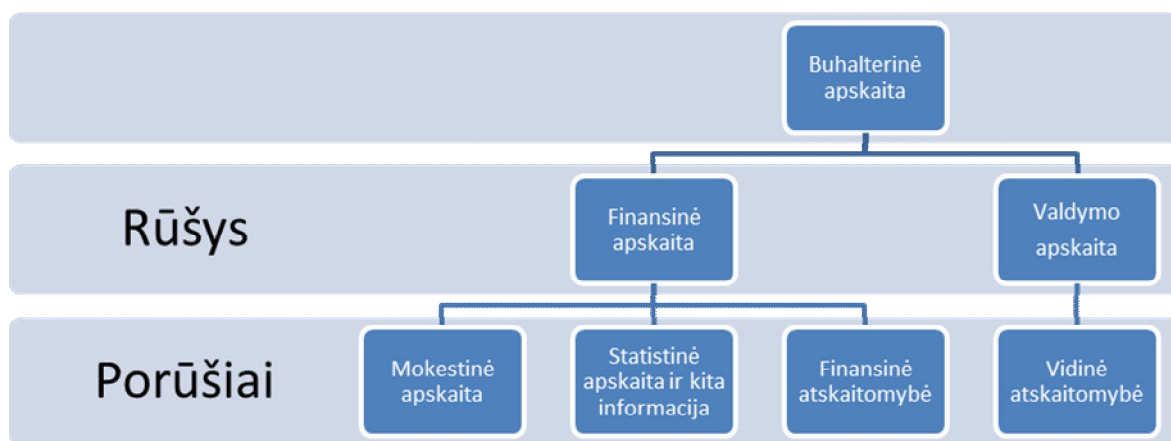 Buhalterinė
apskaita
Rūšys
Finansinė
apskaita
Valdymo
apskaita
Porūšiai
Mokestinė
apskaita
Statistinė
apskaita ir kita
informacija
Finansinė
atskaitomybė
Vidinė
atskaitomybė